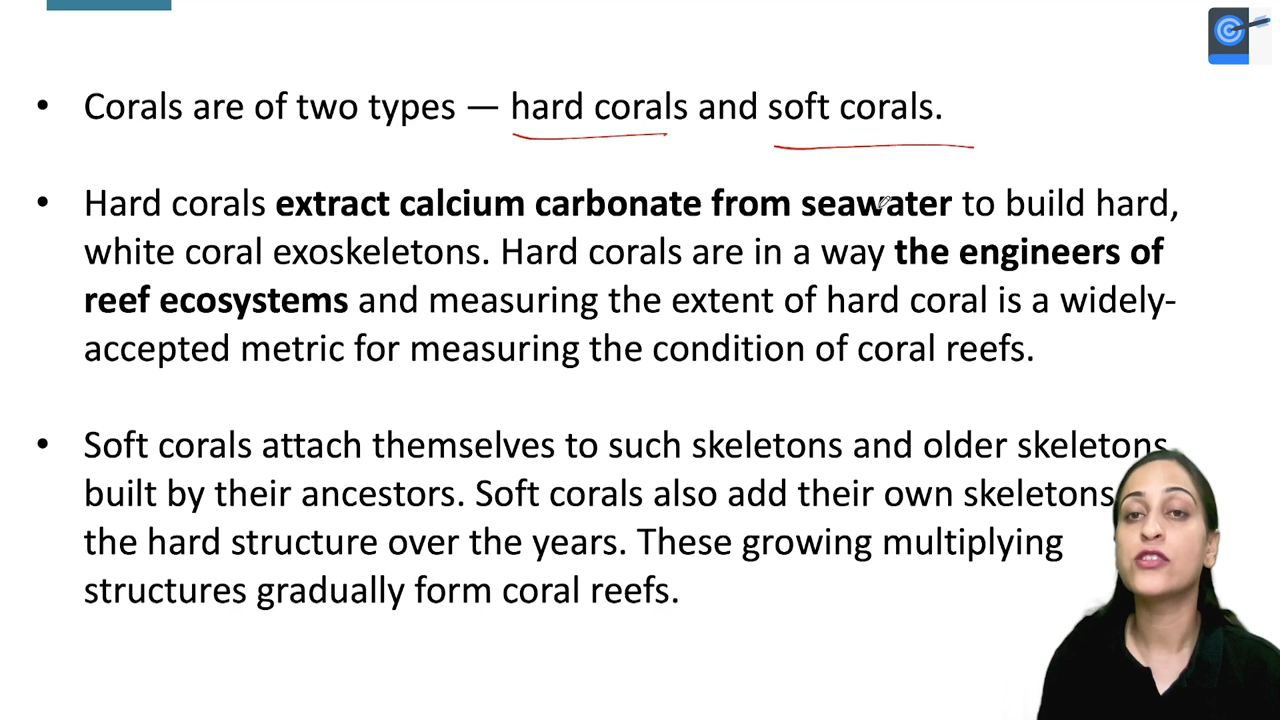 • Corals are of two types — hard corals and soft corals.
• Hard corals extract calcium carbonate from seawater to build hard,
white coral exoskeletons. Hard corals are in a way the engineers of
reef ecosystems and measuring the extent of hard coral is a widely-
accepted metric for measuring the condition of coral reefs.
• Soft corals attach themselves to such skeletons and older skeletons
built by their ancestors. Soft corals also add their own skeletons
the hard structure over the years. These growing multiplying
structures gradually form coral reefs.